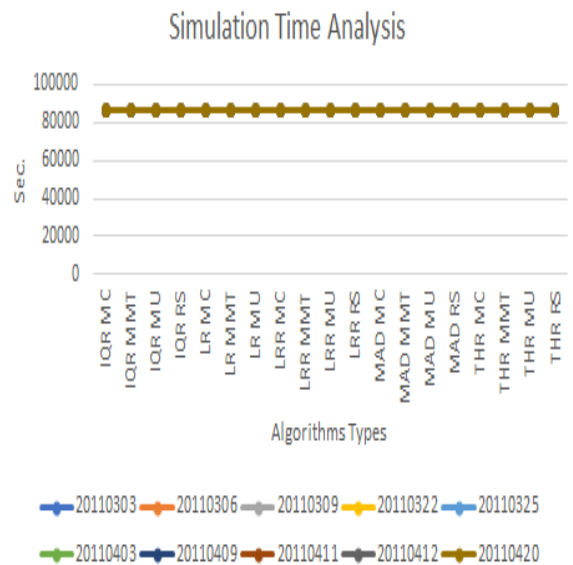 Simulation Time Analysis
100000
80000
60000
40000
20000
0
Sec.
IQR MC
IQR MMT
IQR MU
IQR RS
LR MC
LR MMT
LR MU
LRR MC
LRR MMT
LRR MU
LRR RS
MAD MC
MAD MMT
MAD MU
MAD RS
THR MC
THR MMT
THR MU
THR RS
Algorithms Types
20110303 20110306 20110309 20110322 20110325
20110403 20110409 20110411 20110412 20110420